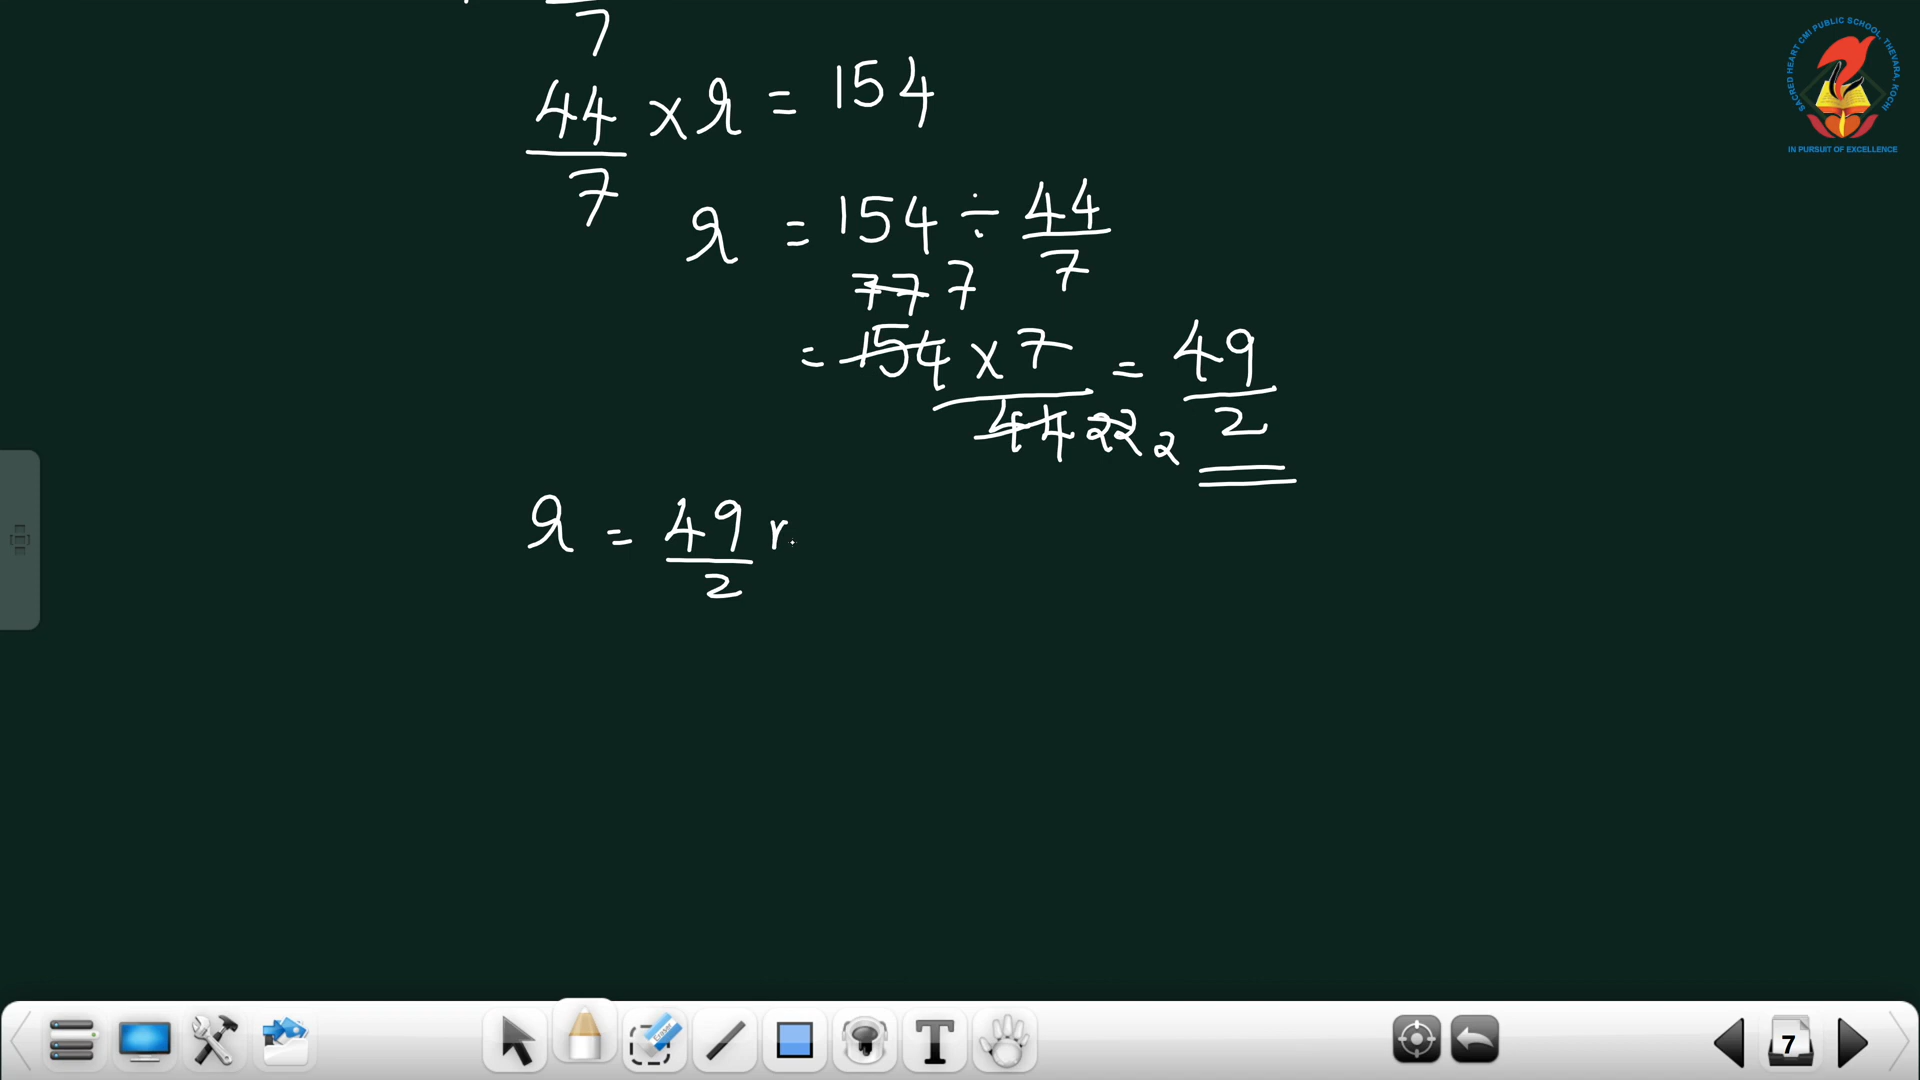 7
44/7 x r = 154
r = 154 ÷ 44/7
77 7
= 154 x 7 / 44 22 2 = 49/2
r = 49/2 r
SACRED HEART CMI PUBLIC SCHOOL, THEVARA, KOCHI
IN PURSUIT OF EXCELLENCE
Eraser
T
7